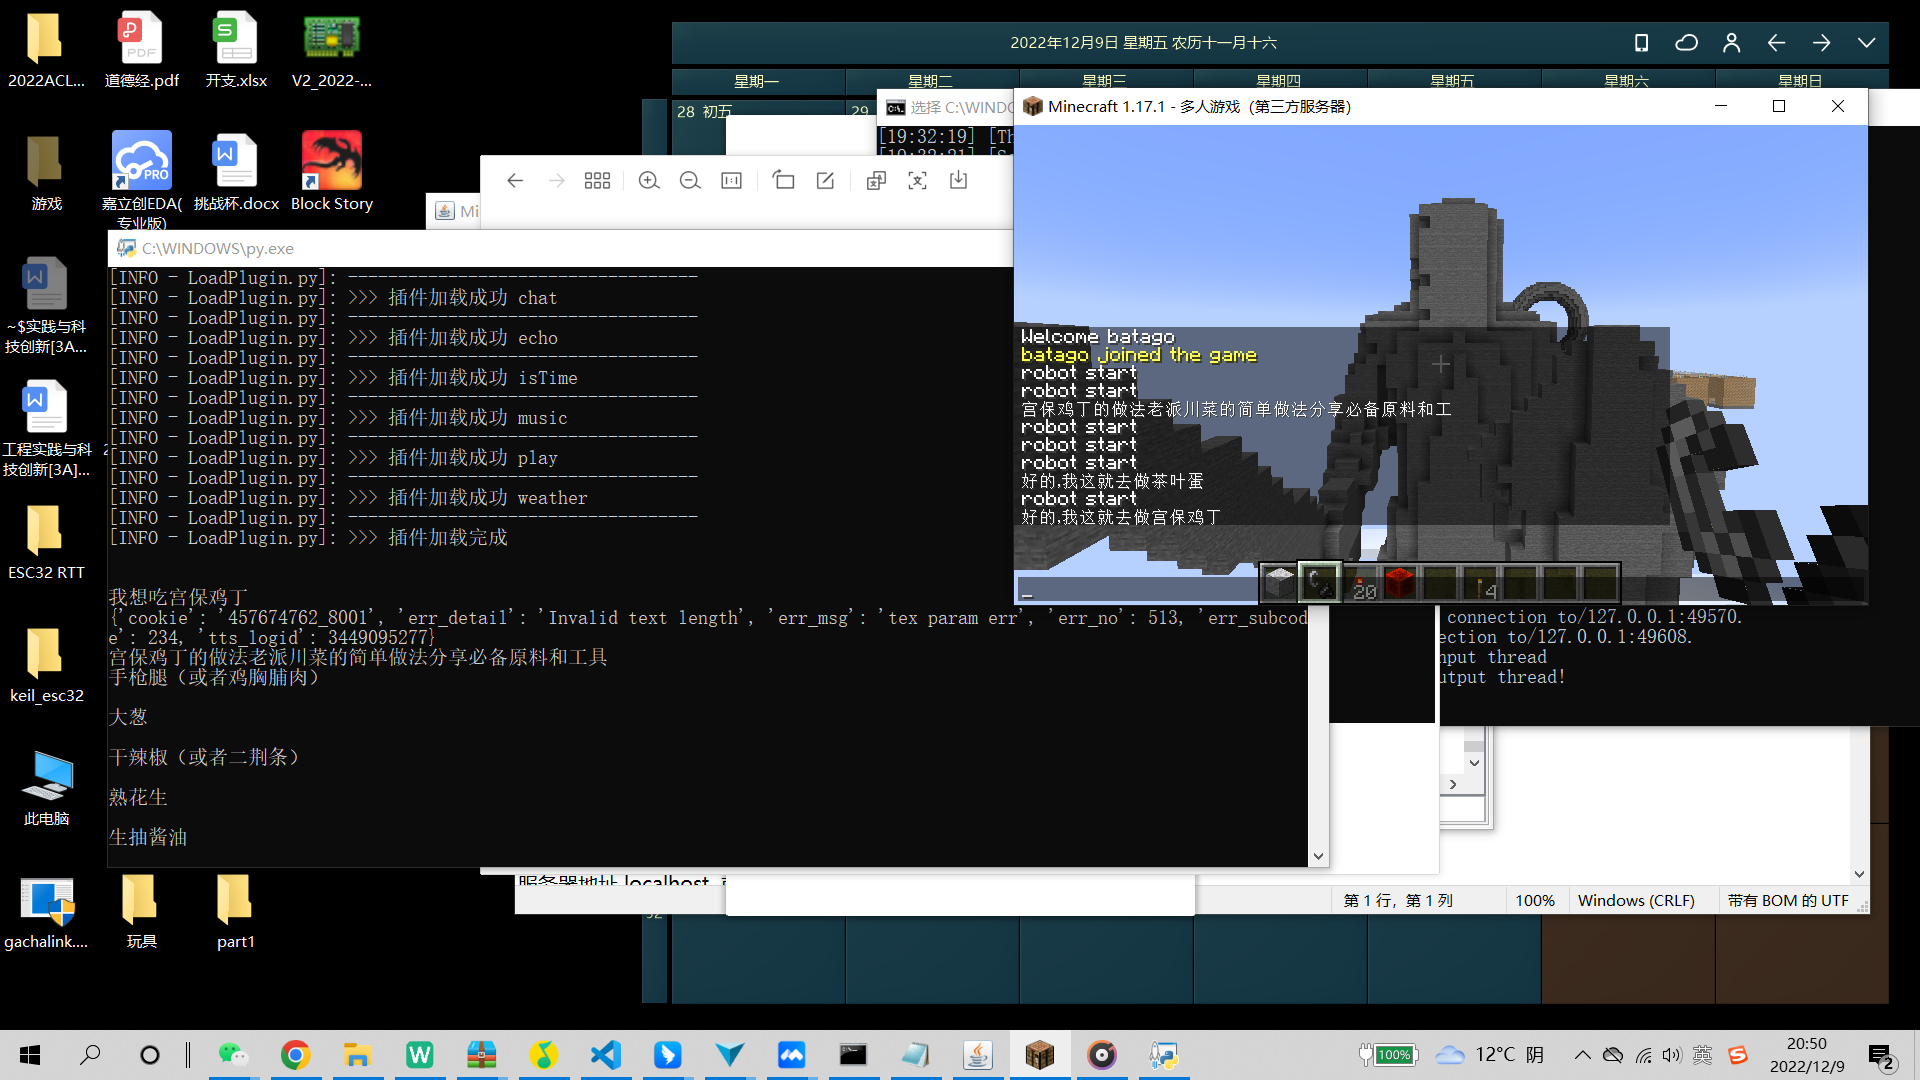 2022ACL...
道德经.pdf
开支.xlsx
V2_2022-...
游戏
嘉立创EDA(
专业版)
挑战杯.docx
Block Story
~$实践与科
技创新[3A...
工程实践与科
技创新[3A]...
ESC32 RTT
keil_esc32
此电脑
gachalink....
玩具
part1
2022年12月9日 星期五 农历十一月十六
星期一
星期二
星期三
星期四
星期五
星期六
星期日
28 初五
29
选择 C:\WINDO
[19:32:19] [Th
Mi
C:\WINDOWS\py.exe
[INFO - LoadPlugin.py]: -----------------------------------
[INFO - LoadPlugin.py]: >>> 插件加载成功 chat
[INFO - LoadPlugin.py]: -----------------------------------
[INFO - LoadPlugin.py]: >>> 插件加载成功 echo
[INFO - LoadPlugin.py]: -----------------------------------
[INFO - LoadPlugin.py]: >>> 插件加载成功 isTime
[INFO - LoadPlugin.py]: -----------------------------------
[INFO - LoadPlugin.py]: >>> 插件加载成功 music
[INFO - LoadPlugin.py]: -----------------------------------
[INFO - LoadPlugin.py]: >>> 插件加载成功 play
[INFO - LoadPlugin.py]: -----------------------------------
[INFO - LoadPlugin.py]: >>> 插件加载成功 weather
[INFO - LoadPlugin.py]: -----------------------------------
[INFO - LoadPlugin.py]: >>> 插件加载完成
我想吃宫保鸡丁
{'cookie': '457674762_8001', 'err_detail': 'Invalid text length', 'err_msg': 'tex param err', 'err_no': 513, 'err_subcod
e': 234, 'tts_logid': 3449095277}
宫保鸡丁的做法老派川菜的简单做法分享必备原料和工具
手枪腿（或者鸡胸脯肉）
大葱
干辣椒（或者二荆条）
熟花生
生抽酱油
Minecraft 1.17.1 - 多人游戏（第三方服务器）
Welcome batago
batago joined the game
robot start
robot start
宫保鸡丁的做法老派川菜的简单做法分享必备原料和工
robot start
robot start
robot start
好的,我这就去做茶叶蛋
robot start
好的,我这就去做宫保鸡丁
20
4
connection to/127.0.0.1:49570.
ection to/127.0.0.1:49608.
nput thread
utput thread!
服务器地址 localhost
第 1 行，第 1 列
100%
Windows (CRLF)
带有 BOM 的 UTF
100%
12°C 阴
英
20:50
2022/12/9
2